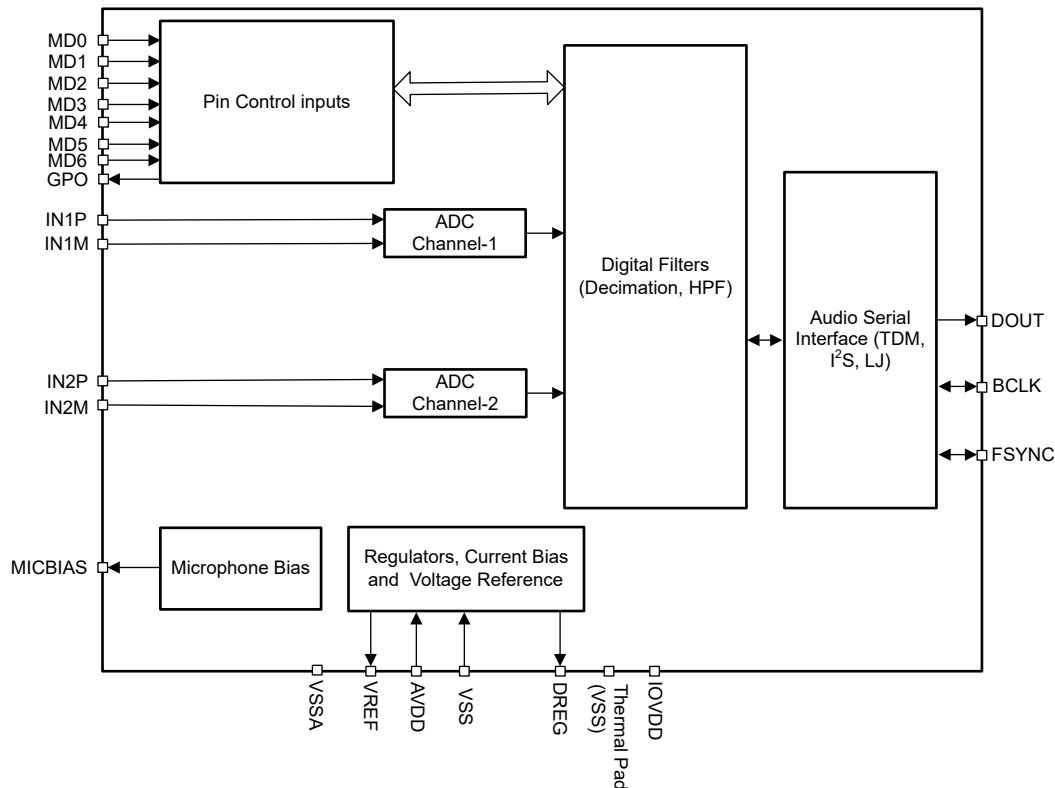 MD0
MD1
MD2
MD3
MD4
MD5
MD6
GPO
Pin Control inputs
IN1P
IN1M
ADC
Channel-1
Digital Filters
(Decimation, HPF)
Audio Serial
Interface (TDM,
I²S, LJ)
DOUT
BCLK
FSYNC
IN2P
IN2M
ADC
Channel-2
MICBIAS
Microphone Bias
Regulators, Current Bias
and Voltage Reference
VSSA
VREF
AVDD
VSS
DREG
Thermal Pad
(VSS)
IOVDD